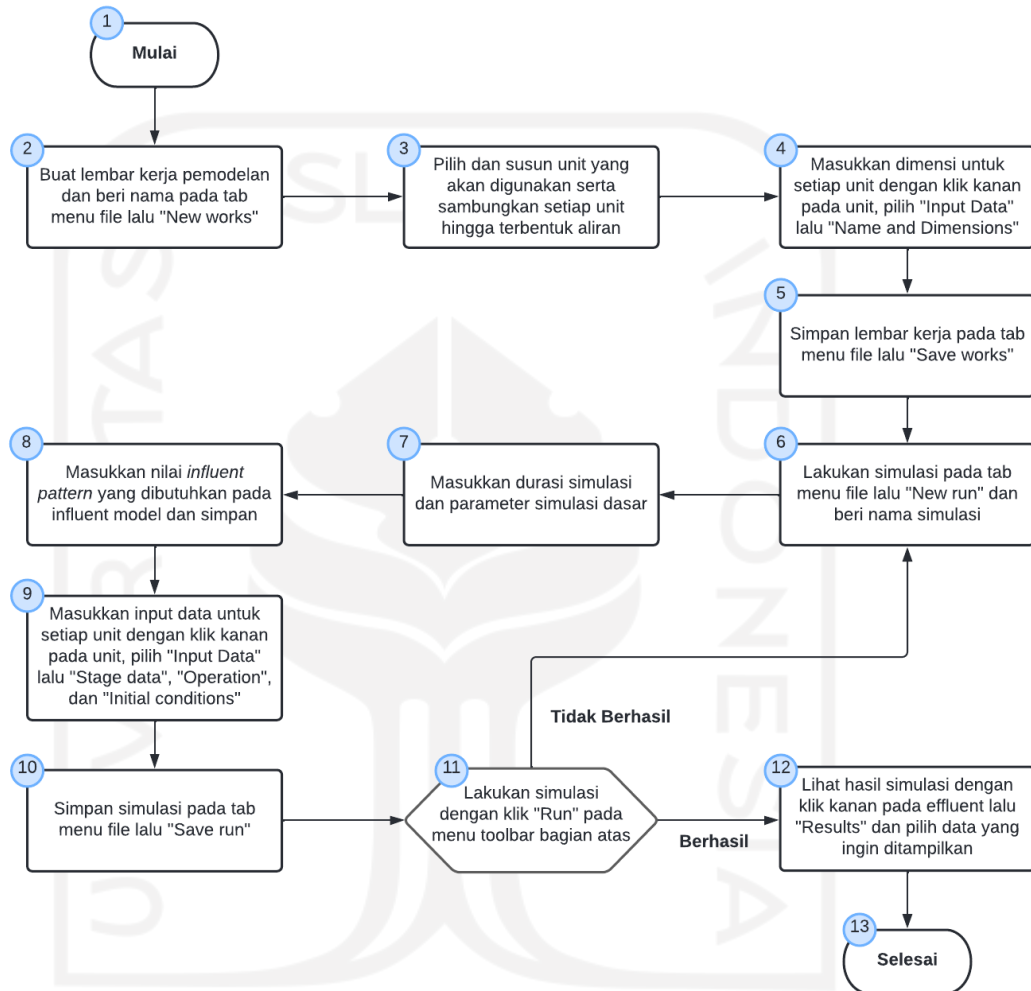 1
Mulai
2
Buat lembar kerja pemodelan
dan beri nama pada tab
menu file lalu "New works"
3
Pilih dan susun unit yang
akan digunakan serta
sambungkan setiap unit
hingga terbentuk aliran
4
Masukkan dimensi untuk
setiap unit dengan klik kanan
pada unit, pilih "Input Data"
lalu "Name and Dimensions"
5
Simpan lembar kerja pada tab
menu file lalu "Save works"
6
Lakukan simulasi pada tab
menu file lalu "New run" dan
beri nama simulasi
7
Masukkan durasi simulasi
dan parameter simulasi dasar
8
Masukkan nilai influent
pattern yang dibutuhkan pada
influent model dan simpan
9
Masukkan input data untuk
setiap unit dengan klik kanan
pada unit, pilih "Input Data"
lalu "Stage data", "Operation",
dan "Initial conditions"
10
Simpan simulasi pada tab
menu file lalu "Save run"
11
Lakukan simulasi
dengan klik "Run" pada
menu toolbar bagian atas
Tidak Berhasil
Berhasil
12
Lihat hasil simulasi dengan
klik kanan pada effluent lalu
"Results" dan pilih data yang
ingin ditampilkan
13
Selesai